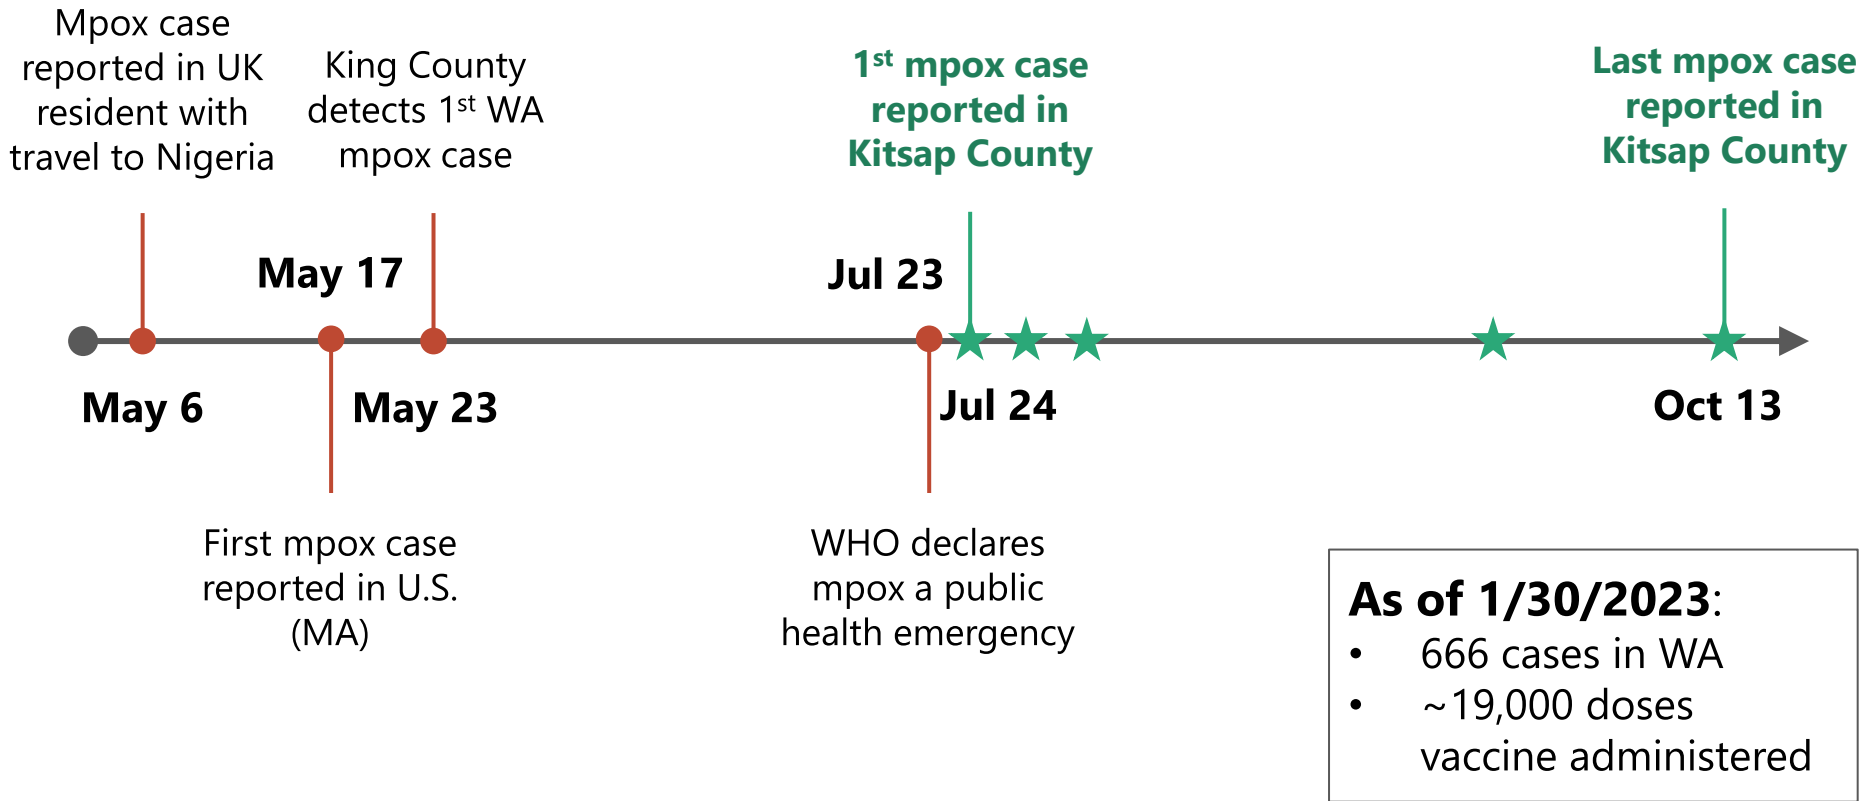 Mpox case
reported in UK
resident with
travel to Nigeria
King County
detects 1st WA
mpox case
1st mpox case
reported in
Kitsap County
Last mpox case
reported in
Kitsap County
May 17
Jul 23
May 6
May 23
Jul 24
Oct 13
First mpox case
reported in U.S.
(MA)
WHO declares
mpox a public
health emergency
As of 1/30/2023:
• 666 cases in WA
• ~19,000 doses
vaccine administered